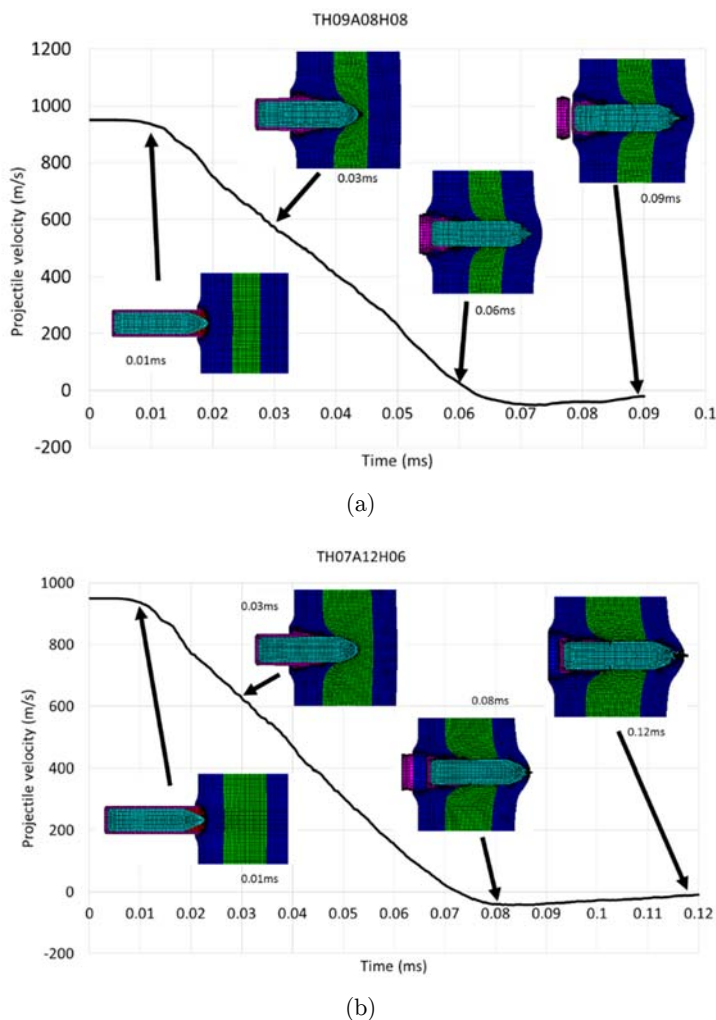 TH09A08H08
1200
1000
800
600
400
200
0
-200
Projectile velocity (m/s)
0.03ms
0.09ms
0.06ms
0.01ms
0 0.01 0.02 0.03 0.04 0.05 0.06 0.07 0.08 0.09 0.1
Time (ms)
(a)
TH07A12H06
1000
800
600
400
200
0
-200
Projectile velocity (m/s)
0.03ms
0.08ms
0.12ms
0.01ms
0 0.01 0.02 0.03 0.04 0.05 0.06 0.07 0.08 0.09 0.1 0.11 0.12
Time (ms)
(b)